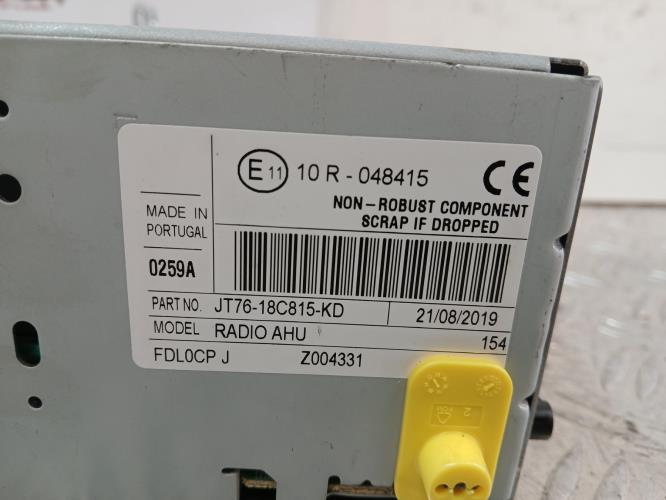 E 11 10 R - 048415 CE
NON - ROBUST COMPONENT
SCRAP IF DROPPED
MADE IN
PORTUGAL
0259A
PART NO. JT76-18C815-KD 21/08/2019
MODEL RADIO AHU 154
FDL0CP J Z004331